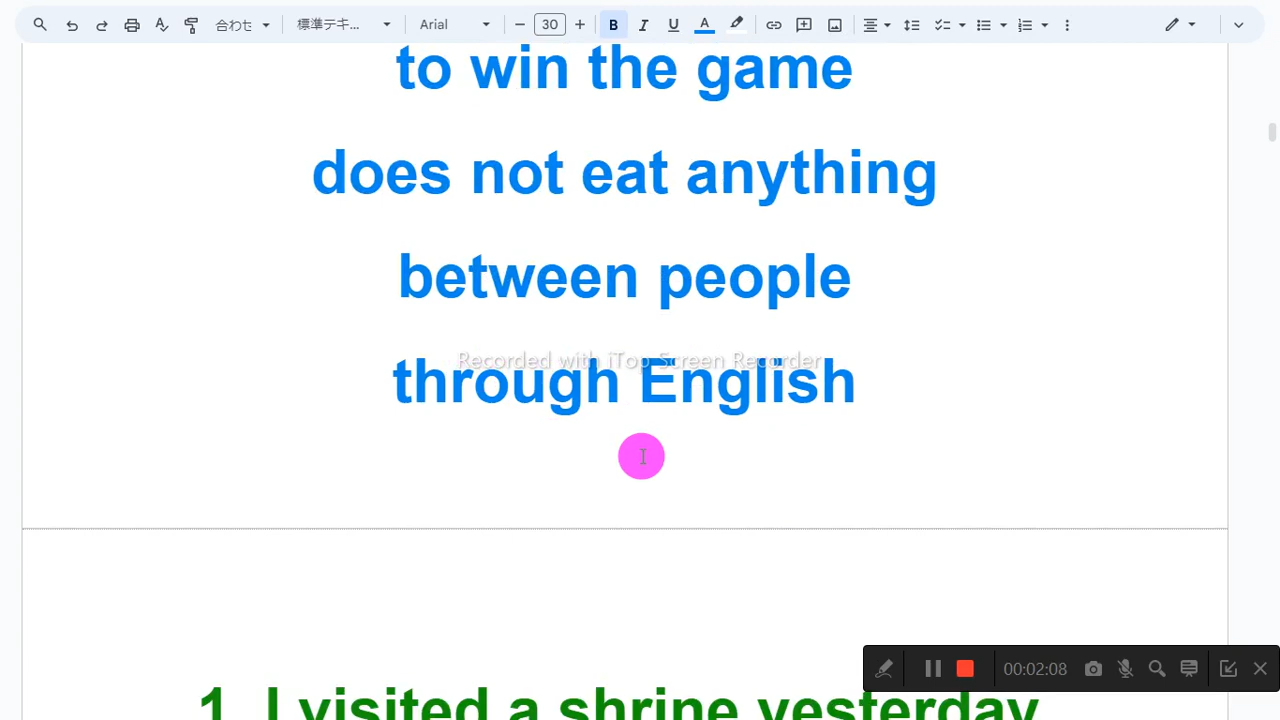 合わせ 標準テキ... Arial 30 B I U A
to win the game
does not eat anything
between people
through English
Recorded with iTop Screen Recorder
00:02:08
1. I visited a shrine yesterday